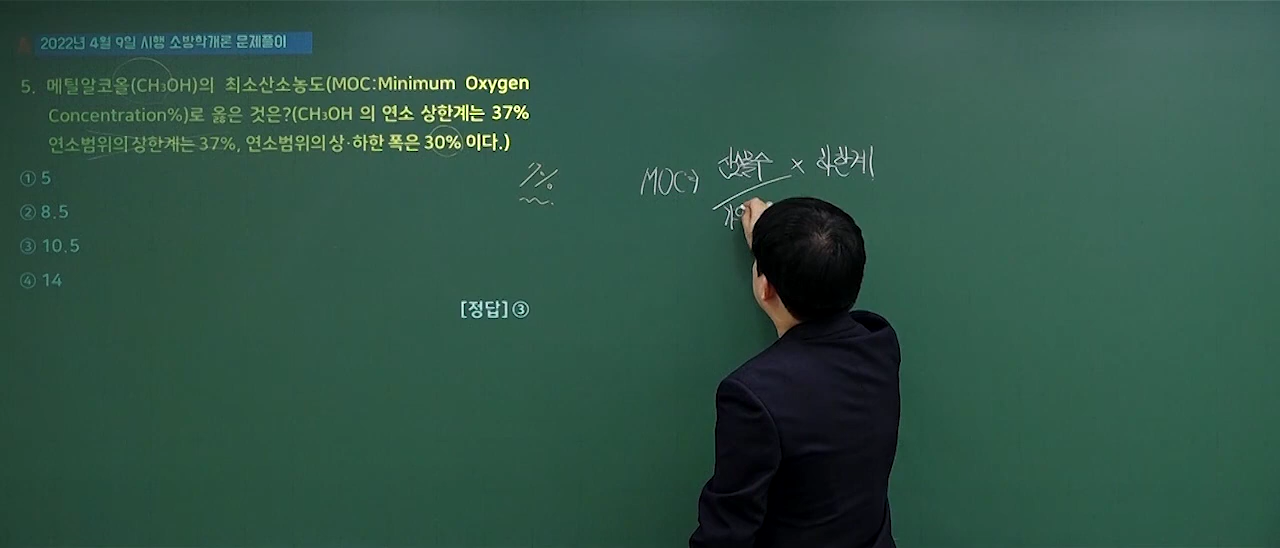 2022년 4월 9일 시행 소방학개론 문제풀이
5. 메틸알코올(CH₃OH)의 최소산소농도(MOC:Minimum Oxygen
Concentration%)로 옳은 것은?(CH₃OH 의 연소 상한계는 37%
연소범위의 상한계는 37%, 연소범위의 상·하한 폭은 30% 이다.)
① 5
② 8.5
③ 10.5
④ 14
[정답] ③
7%
MOC
× 하한계